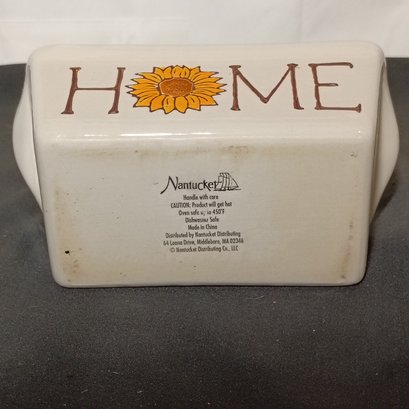 HOME
Nantucket
Handle with care
CAUTION: Product will get hot
Oven safe up to 450°F
Dishwasher Safe
Made in China
Distributed by Nantucket Distributing
64 Leona Drive, Middleboro, MA 02346
© Nantucket Distributing Co., LLC